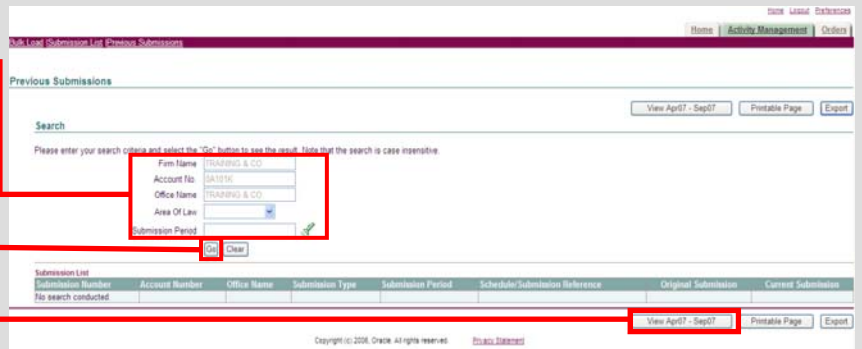 Home Logout Preferences
Home Activity Management Orders
Bulk Load |Submission List |Previous Submissions
Previous Submissions
View Apr07 - Sep07 Printable Page Export
Search
Please enter your search criteria and select the "Go" button to see the result. Note that the search is case insensitive.
Firm Name TRAINING & CO
Account No. 0A101K
Office Name TRAINING & CO
Area Of Law
Submission Period
Go Clear
Submission List
Submission Number Account Number Office Name Submission Type Submission Period Schedule/Submission Reference Original Submission Current Submission
No search conducted
View Apr07 - Sep07 Printable Page Export
Copyright (c) 2006, Oracle. All rights reserved. Privacy Statement